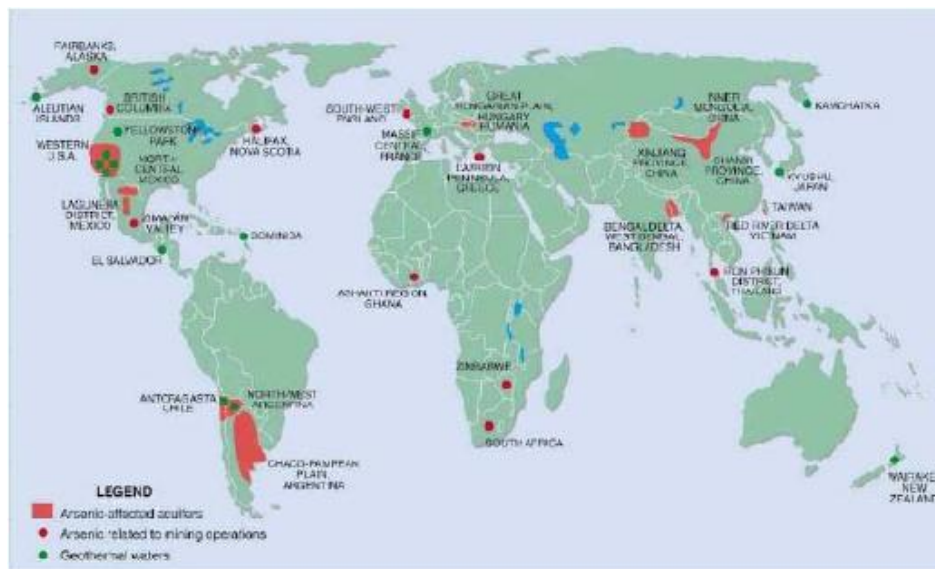 FAIRBANKS,
ALASKA
ALEUTIAN
ISLANDS
BRITISH
COLUMBIA
YELLOWSTON
PARK
WESTERN
U.S.A.
NORTH
CENTRAL
MEXICO
HALIFAX,
NOVA SCOTIA
LAGUNERA
DISTRICT,
MEXICO
ZIMAPAN
VALLEY
EL SALVADOR
DOMINICA
ANTOFAGASTA
CHILE
NORTH-WEST
ARGENTINA
CHACO-PAMPEAN
PLAIN,
ARGENTINA
SOUTH-WEST
ENGLAND
MASSIF
CENTRAL,
FRANCE
GREAT
HUNGARIAN PLAIN,
HUNGARY
RUMANIA
LAVRION
PENINSULA,
GREECE
ASHANTI REGION,
GHANA
ZIMBABWE
SOUTH AFRICA
INNER
MONGOLIA,
CHINA
XINJIANG
PROVINCE,
CHINA
SHANXI
PROVINCE,
CHINA
KAMCHATKA
KYUSHU,
JAPAN
TAIWAN
BENGAL DELTA,
WEST BENGAL,
BANGLADESH
RED RIVER DELTA
VIETNAM
RON PHIBUN
DISTRICT,
THAILAND
WAIRAKEI
NEW
ZEALAND
LEGEND
Arsenic-affected aquifers
Arsenic related to mining operations
Geothermal waters